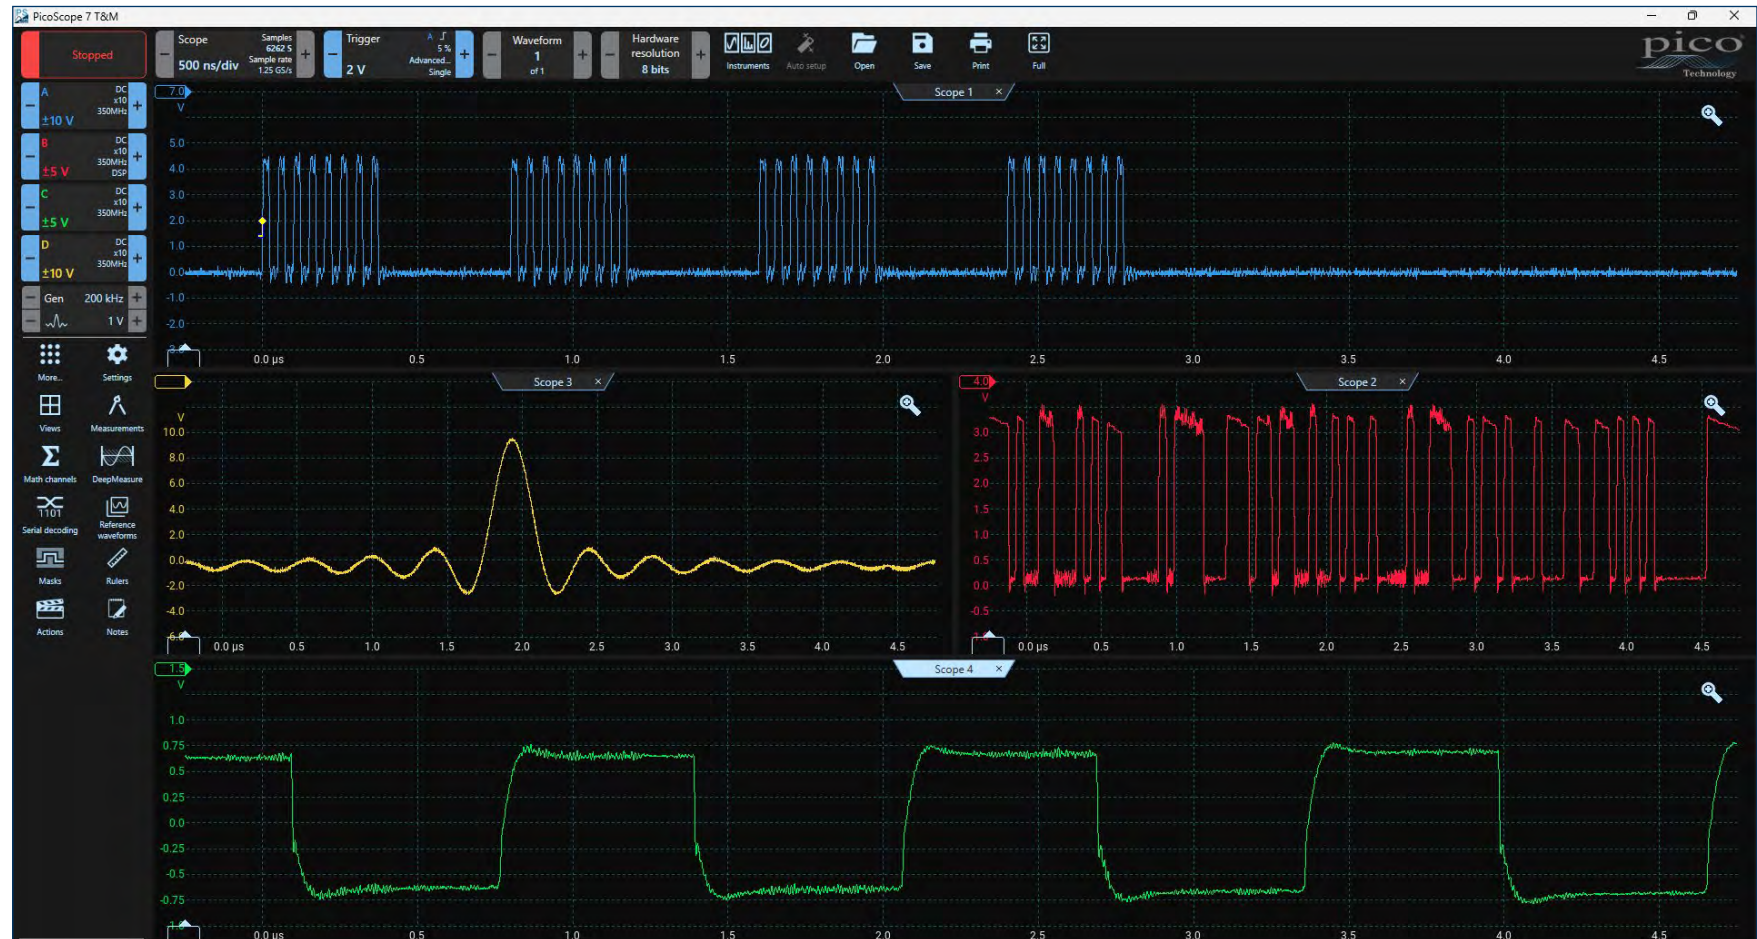 PicoScope 7 T&M
Stopped
Scope
500 ns/div
Samples
6262 S
Sample rate
1.25 GS/s
Trigger
2 V
A
5 %
Advanced...
Single
Waveform
1
of 1
Hardware
resolution
8 bits
Instruments
Auto setup
Open
Save
Print
Full
pico
Technology
A
DC
x10
350MHz
±10 V
B
DC
x10
350MHz
DSP
±5 V
C
DC
x10
350MHz
±5 V
D
DC
x10
350MHz
±10 V
Gen 200 kHz
1 V
More... Settings
Views Measurements
Math channels DeepMeasure
1101
Serial decoding
Reference
waveforms
Masks Rulers
Actions Notes
Scope 1 ×
7.0
V
5.0
4.0
3.0
2.0
1.0
0.0
-1.0
-2.0
-3.0
0.0 µs 0.5 1.0 1.5 2.0 2.5 3.0 3.5 4.0 4.5
Scope 3 ×
V
10.0
8.0
6.0
4.0
2.0
0.0
-2.0
-4.0
-6.0
0.0 µs 0.5 1.0 1.5 2.0 2.5 3.0 3.5 4.0 4.5
Scope 2 ×
4.0
V
3.0
2.5
2.0
1.5
1.0
0.5
0.0
-0.5
-1.0
0.0 µs 0.5 1.0 1.5 2.0 2.5 3.0 3.5 4.0 4.5
Scope 4 ×
1.5
V
1.0
0.75
0.5
0.25
0.0
-0.25
-0.5
-0.75
-1.0
0.0 µs 0.5 1.0 1.5 2.0 2.5 3.0 3.5 4.0 4.5